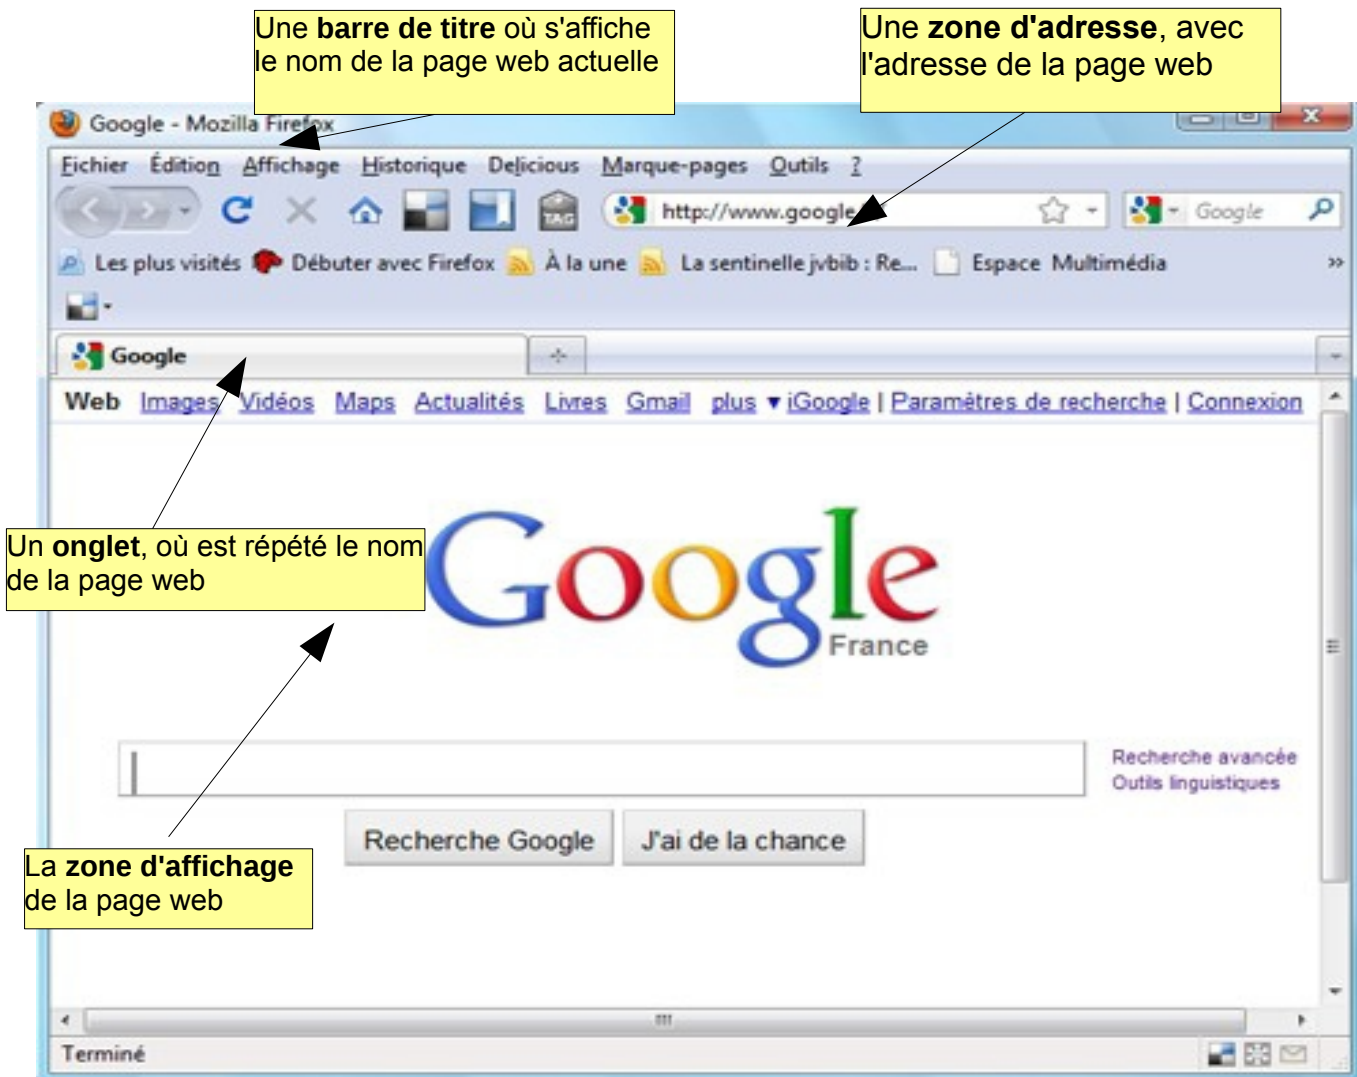 Une barre de titre où s'affiche
le nom de la page web actuelle
Une zone d'adresse, avec
l'adresse de la page web
Google - Mozilla Firefox
Fichier Édition Affichage Historique Delicious Marque-pages Outils ?
TAG http://www.google. Google
Les plus visités Débuter avec Firefox À la une La sentinelle jvbib : Re... Espace Multimédia »
Google
Web Images Vidéos Maps Actualités Livres Gmail plus ▼ iGoogle | Paramètres de recherche | Connexion
Un onglet, où est répété le nom
de la page web
Google
France
Recherche avancée
Outils linguistiques
Recherche Google J'ai de la chance
La zone d'affichage
de la page web
Terminé